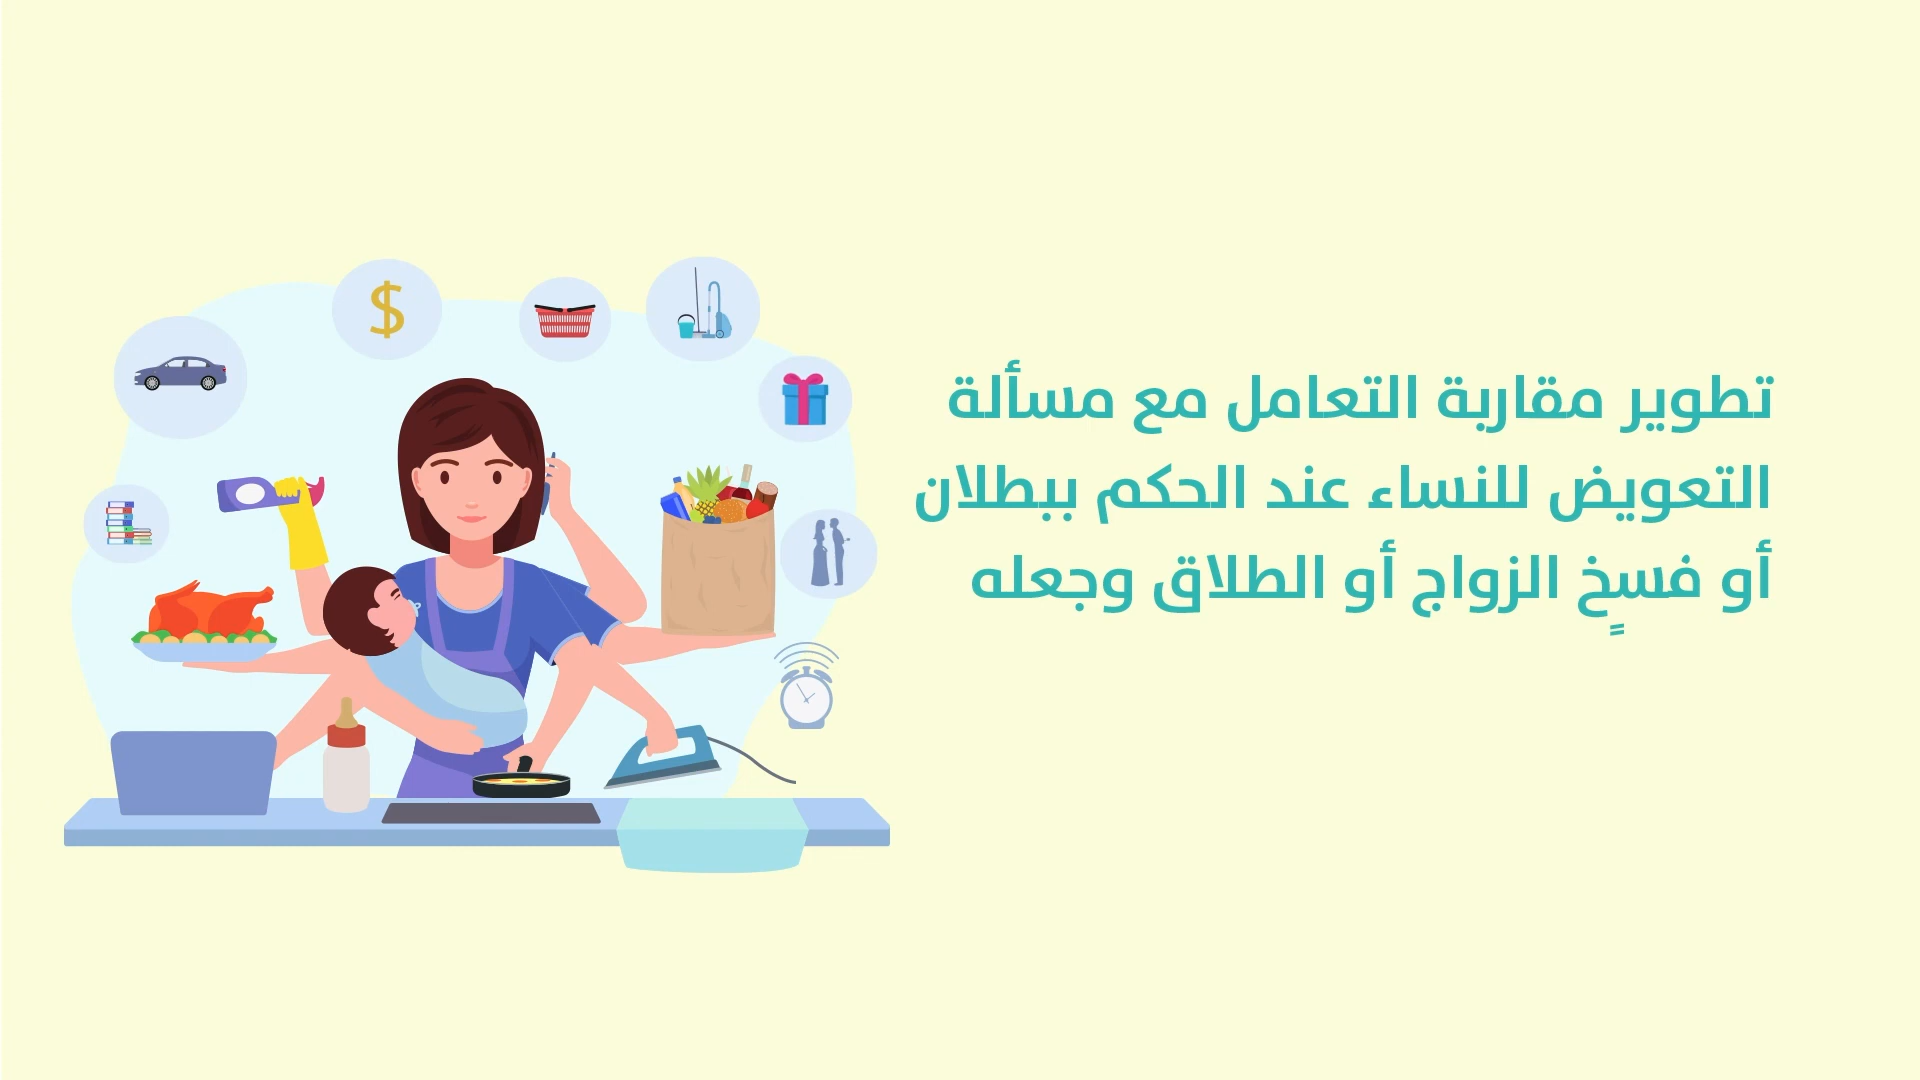 تطوير مقاربة التعامل مع مسألة
التعويض للنساء عند الحكم ببطلان
أو فسخٍ الزواج أو الطلاق وجعله
$